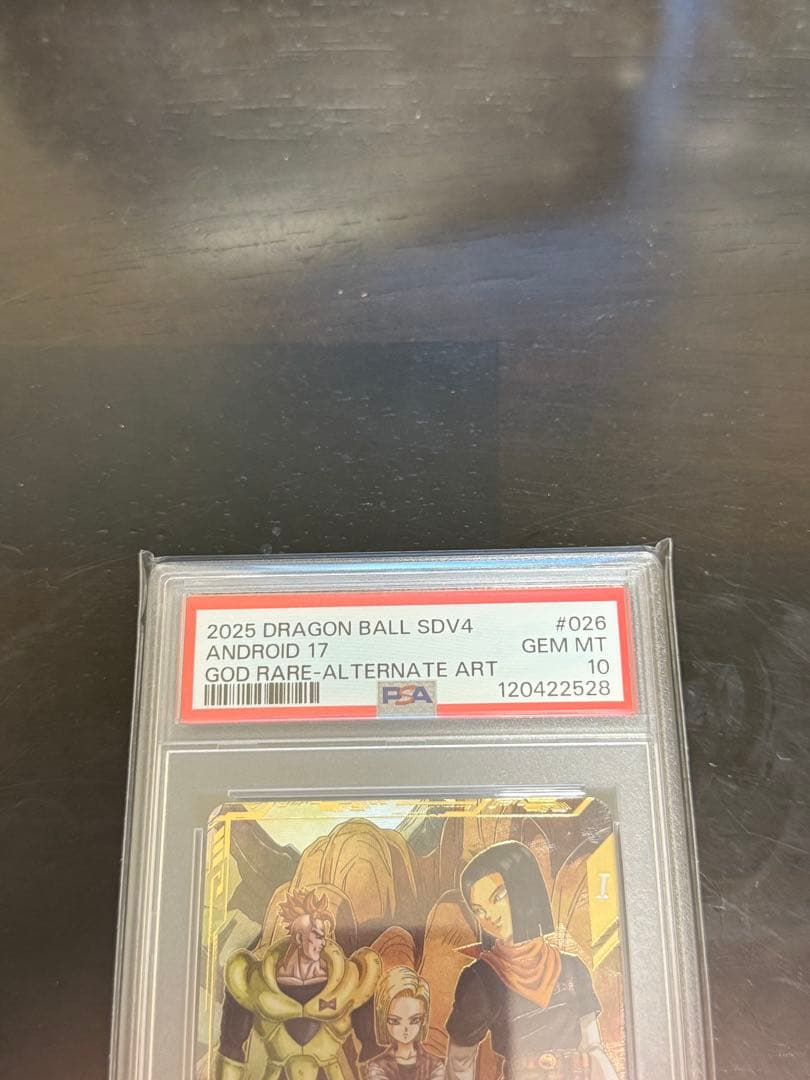 2025 DRAGON BALL SDV4 #026
ANDROID 17 GEM MT
GOD RARE-ALTERNATE ART 10
PSA 120422528
I